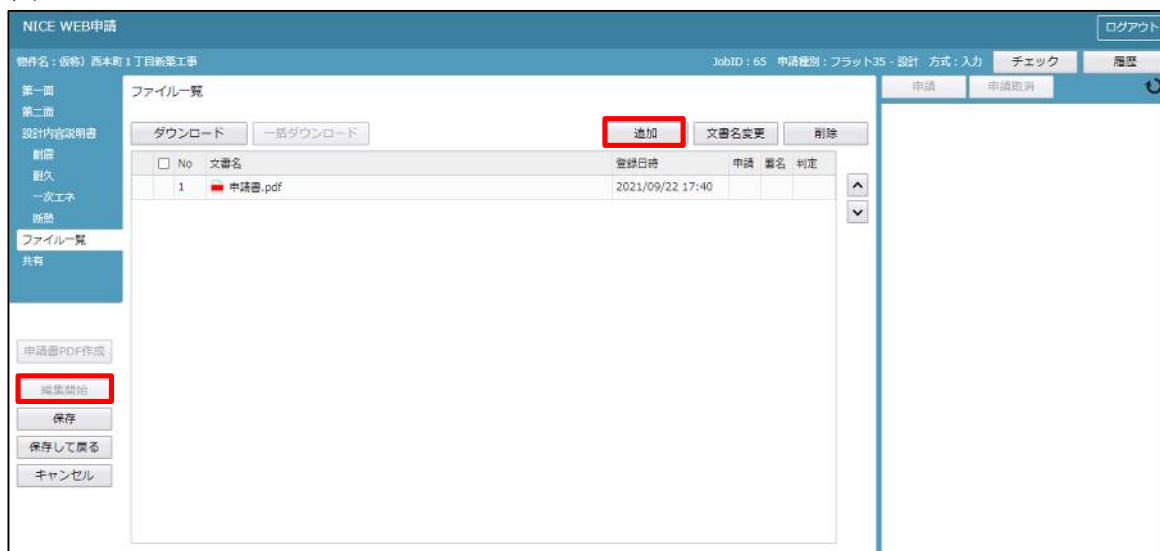 NICE WEB申請
ログアウト
物件名：仮称）西本町１丁目新築工事
JobID：65 申請種別：フラット35 - 設計 方式：入力
チェック
履歴
第一面
第二面
設計内容説明書
耐震
耐久
一次エネ
断熱
ファイル一覧
共有
申請書PDF作成
編集開始
保存
保存して戻る
キャンセル
ファイル一覧
ダウンロード
一括ダウンロード
追加
文書名変更
削除
No 文書名 登録日時 申請 署名 判定
1 申請書.pdf 2021/09/22 17:40
申請
申請取消